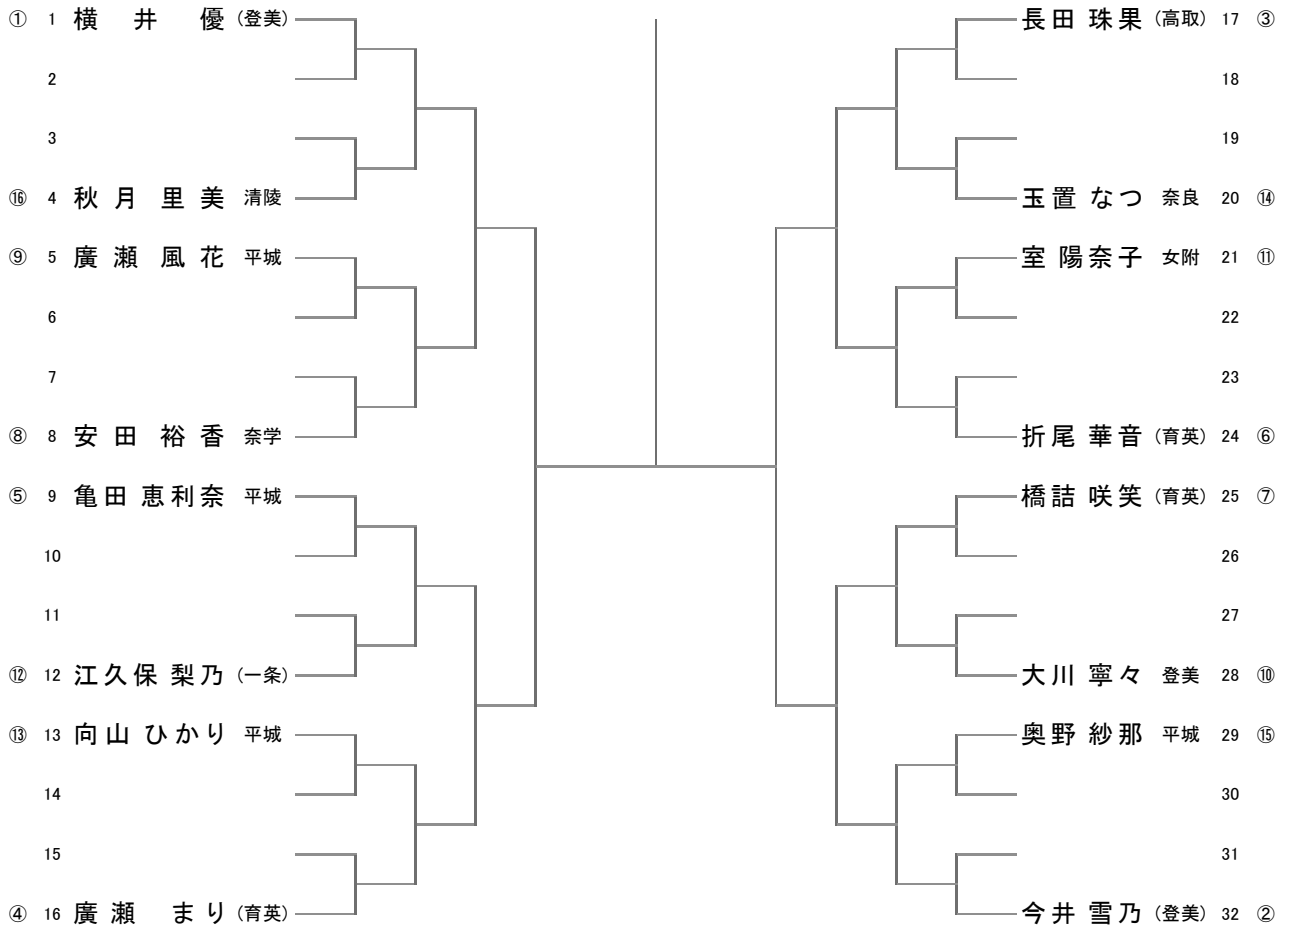 ① 1 横井 優 (登美)
2
3
⑯ 4 秋月 里美 清陵
⑨ 5 廣瀬 風花 平城
6
7
⑧ 8 安田 裕香 奈学
⑤ 9 亀田 恵利奈 平城
10
11
⑫ 12 江久保 梨乃 (一条)
⑬ 13 向山 ひかり 平城
14
15
④ 16 廣瀬 まり (育英)
長田 珠果 (高取) 17 ③
18
19
玉置 なつ 奈良 20 ⑭
室 陽奈子 女附 21 ⑪
22
23
折尾 華音 (育英) 24 ⑥
橋詰 咲笑 (育英) 25 ⑦
26
27
大川 寧々 登美 28 ⑩
奥野 紗那 平城 29 ⑮
30
31
今井 雪乃 (登美) 32 ②